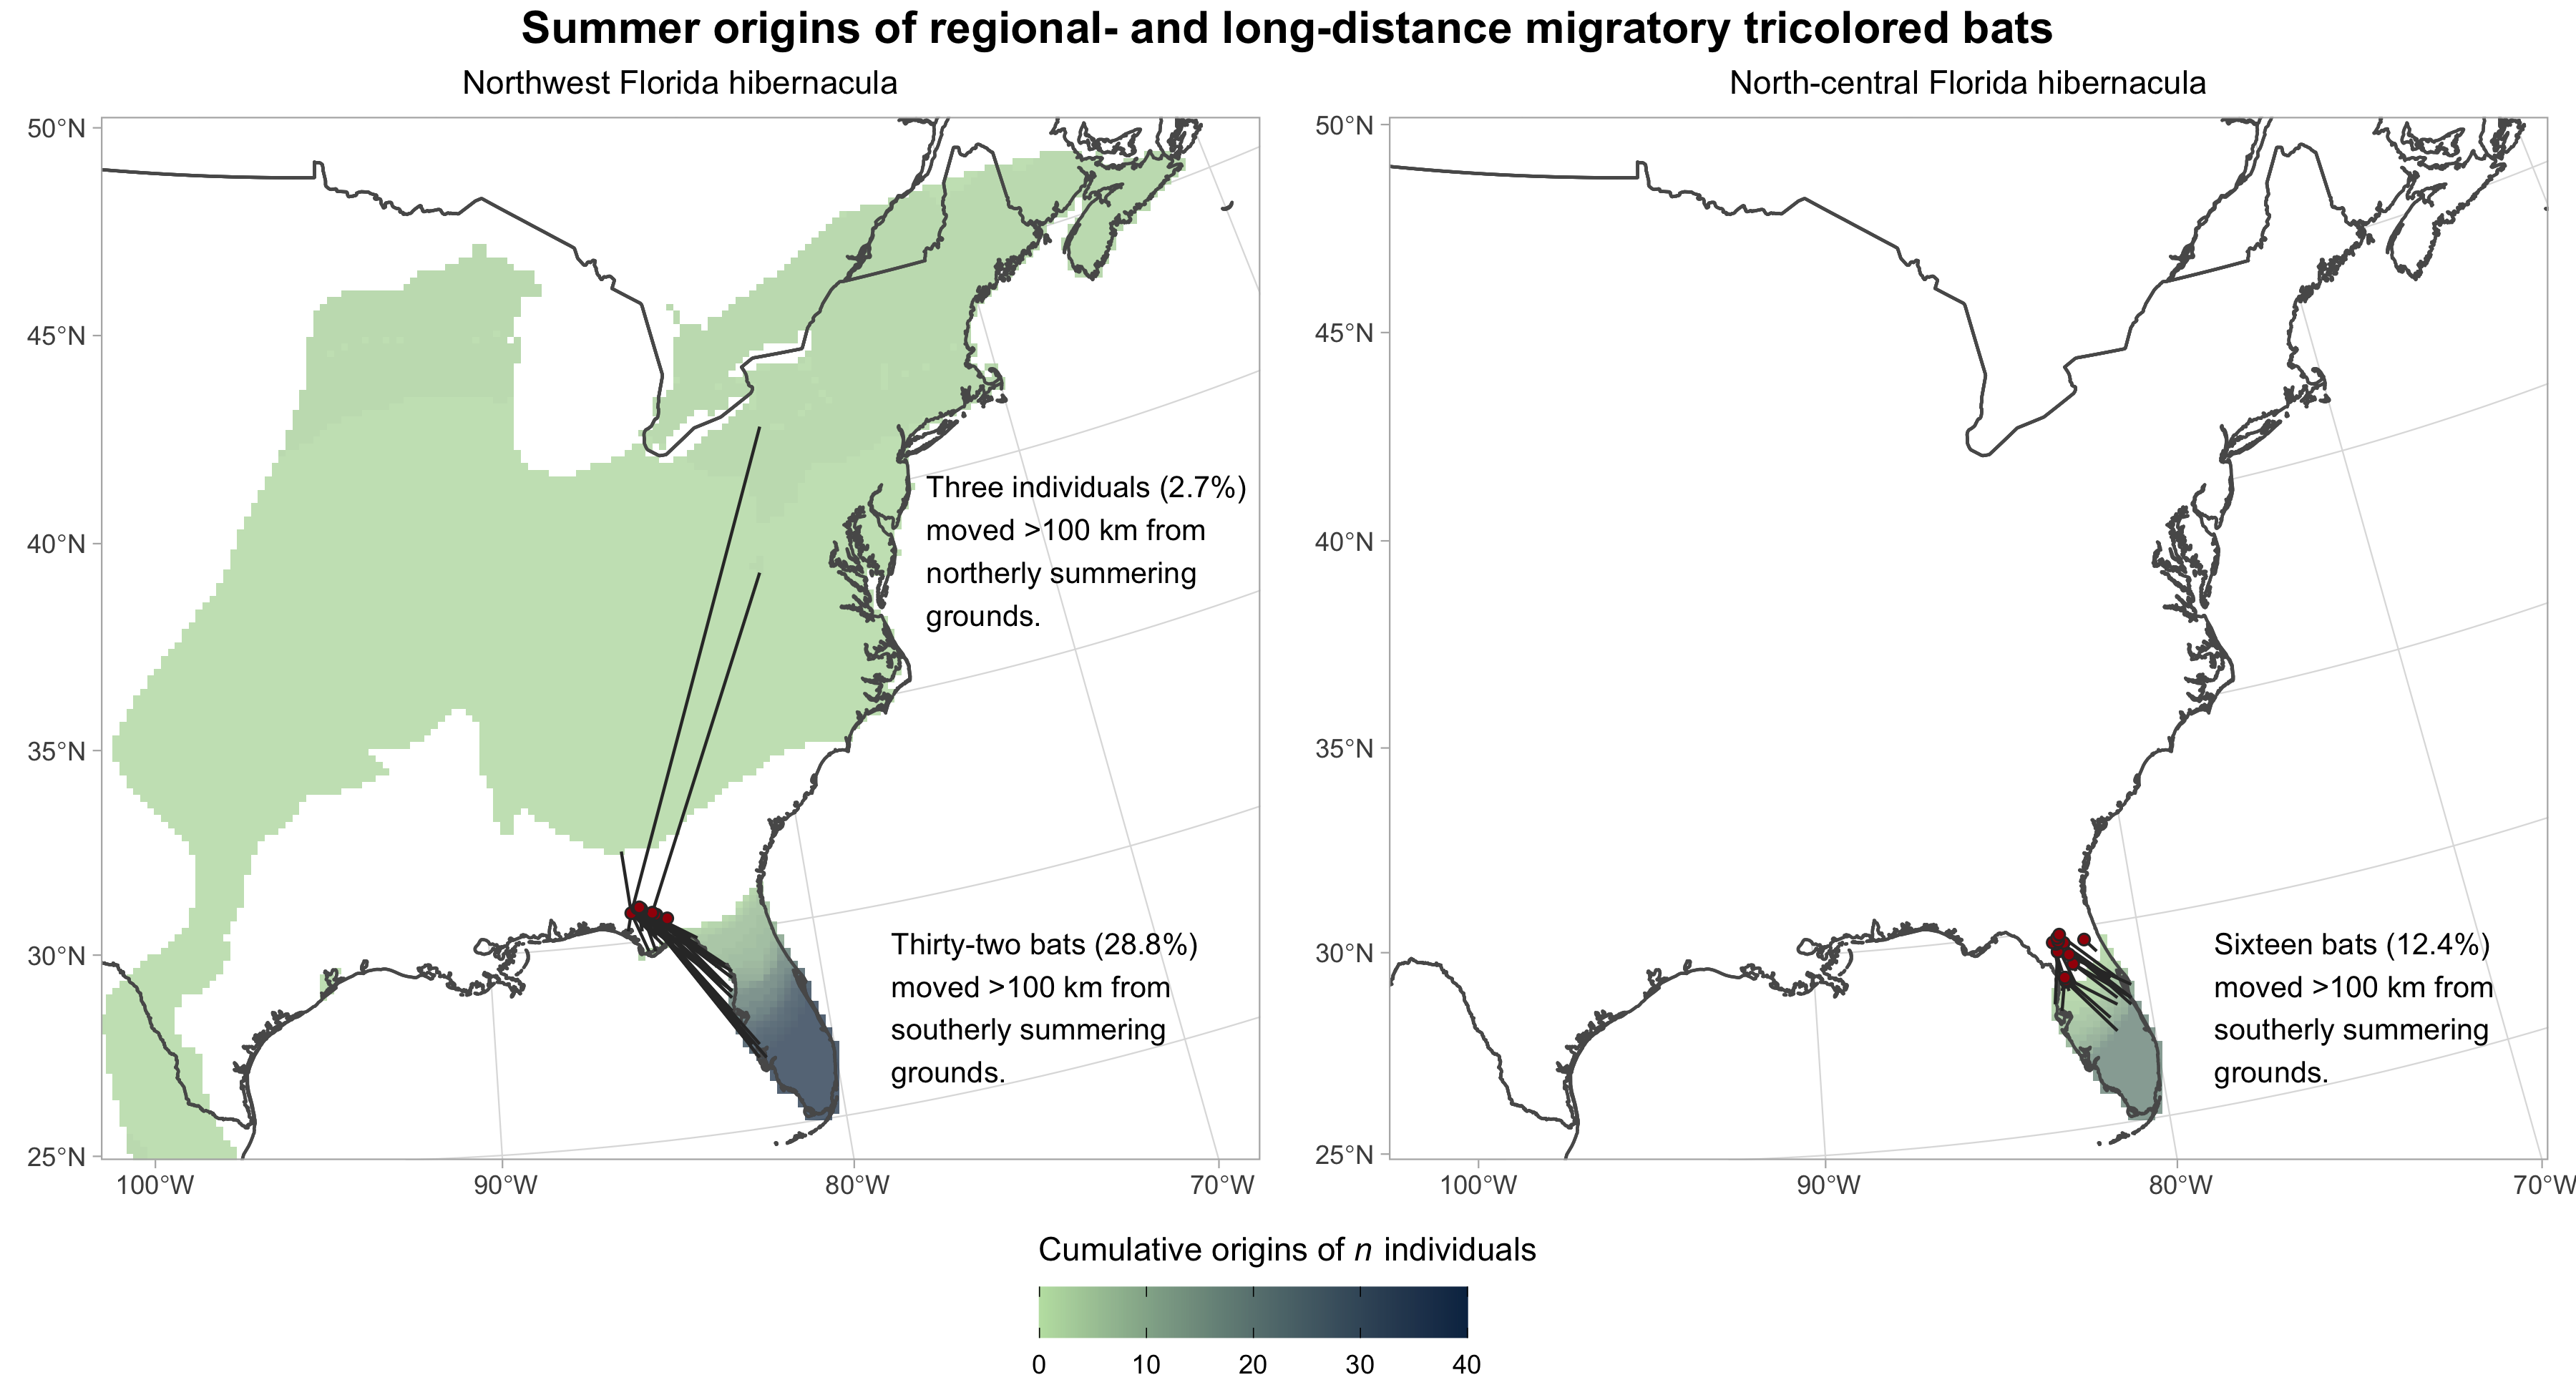 Summer origins of regional- and long-distance migratory tricolored bats
Northwest Florida hibernacula
50°N
45°N
40°N
35°N
30°N
25°N
Three individuals (2.7%)
moved >100 km from
northerly summering
grounds.
Thirty-two bats (28.8%)
moved >100 km from
southerly summering
grounds.
100°W 90°W 80°W 70°W
North-central Florida hibernacula
50°N
45°N
40°N
35°N
30°N
25°N
Sixteen bats (12.4%)
moved >100 km from
southerly summering
grounds.
100°W 90°W 80°W 70°W
Cumulative origins of n individuals
0 10 20 30 40